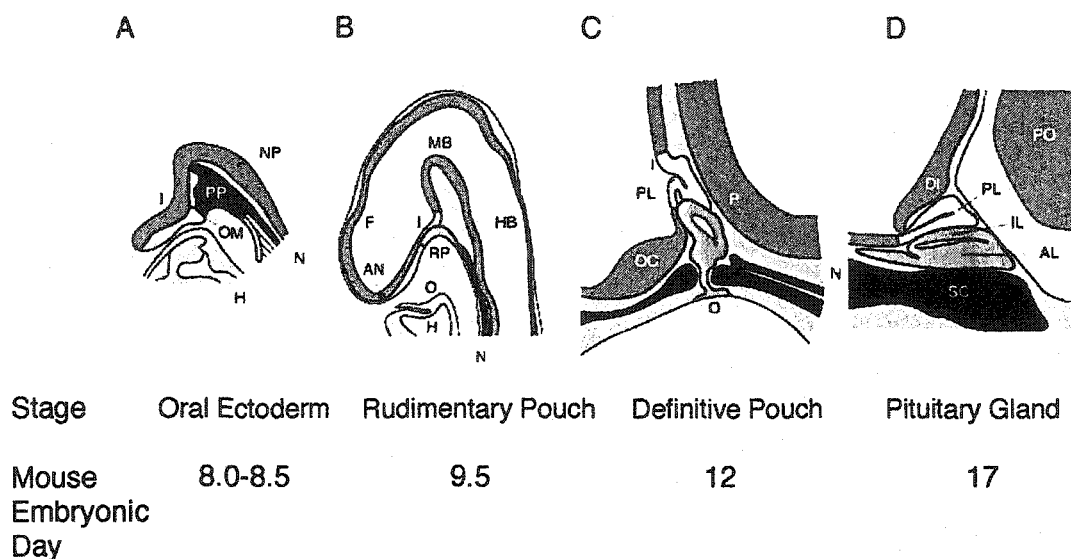 A B C D
NP
PP
I
OM
N
H
MB
F
I
HB
AN
RP
O
H
N
I
PL
P
OC
O
N
PO
DI
PL
IL
AL
SC
Stage Oral Ectoderm Rudimentary Pouch Definitive Pouch Pituitary Gland
Mouse 8.0-8.5 9.5 12 17
Embryonic
Day